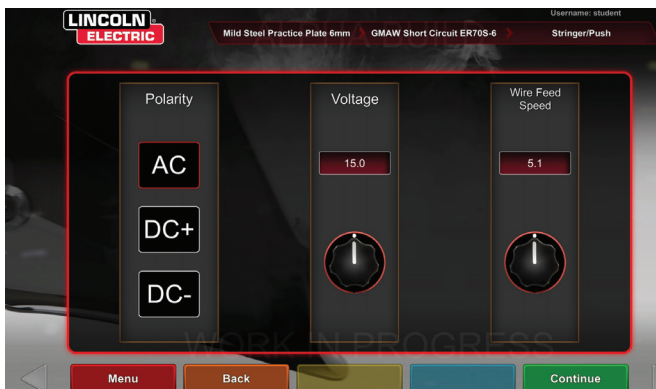 LINCOLN
ELECTRIC
Username: student
Mild Steel Practice Plate 6mm
GMAW Short Circuit ER70S-6
Stringer/Push
Polarity
Voltage
Wire Feed
Speed
AC
15.0
5.1
DC+
DC-
WORK IN PROGRESS
Menu
Back
Continue